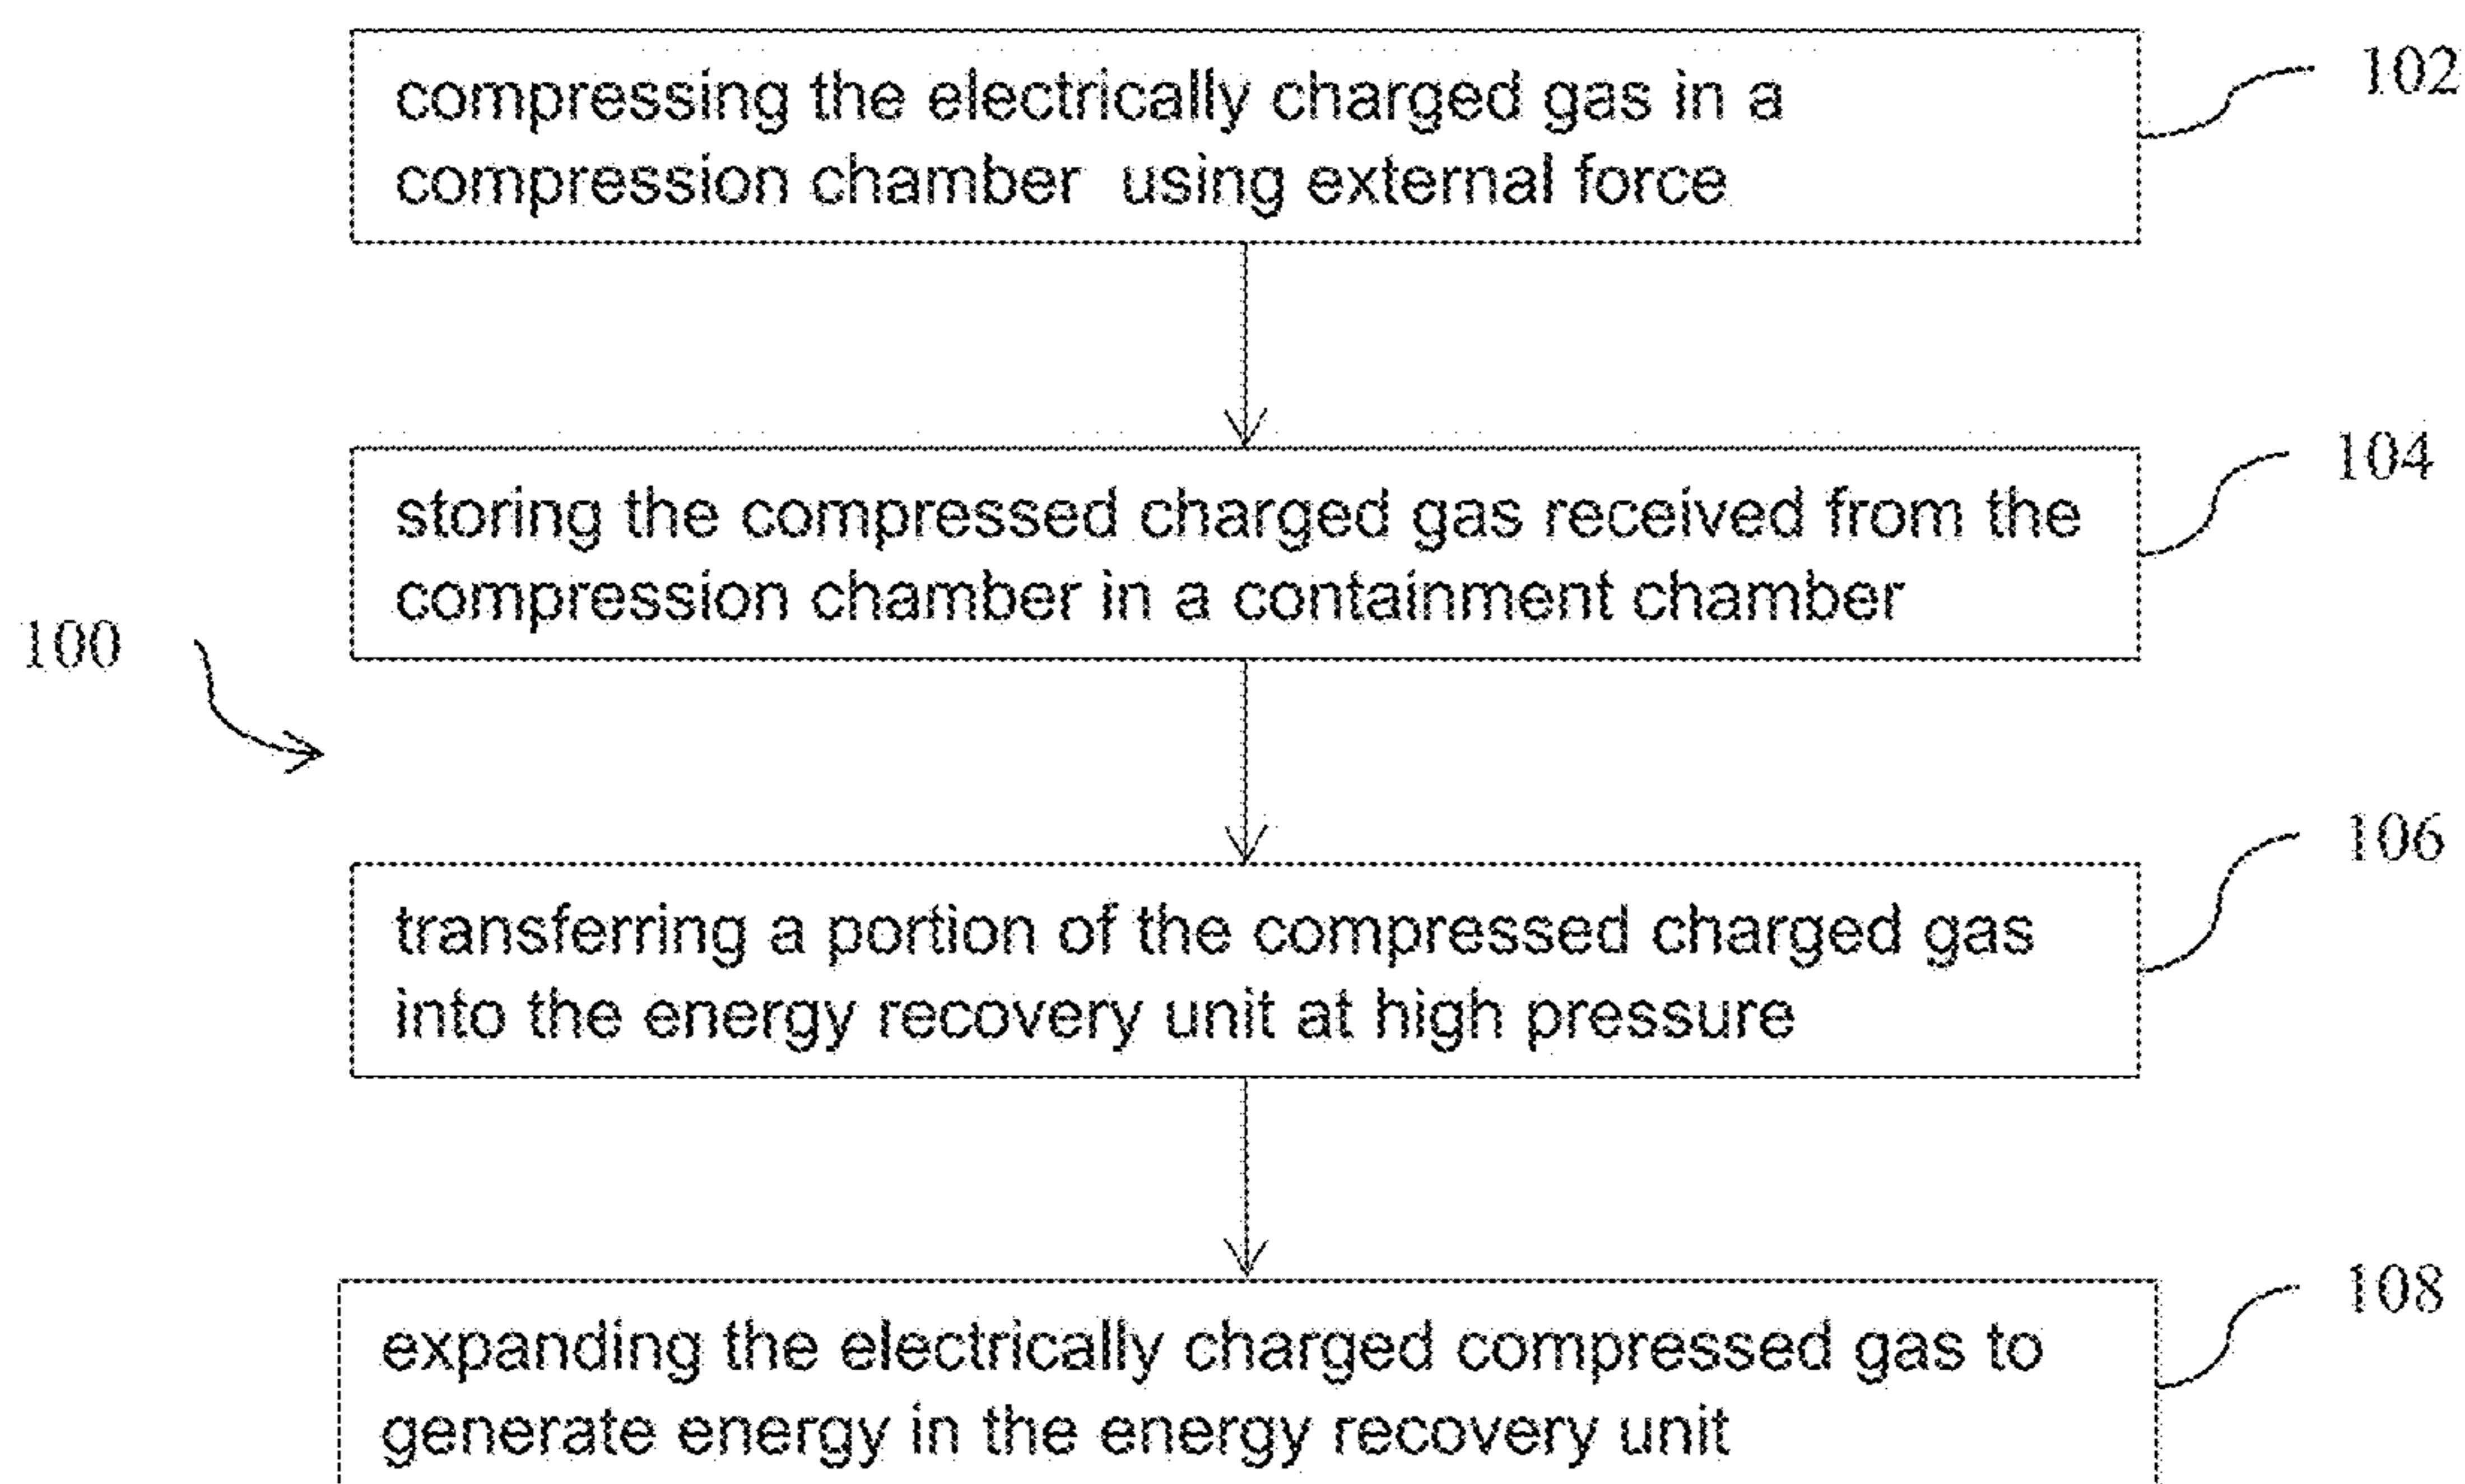 compressing the electrically charged gas in a
compression chamber using external force
102
storing the compressed charged gas received from the
compression chamber in a containment chamber
104
100
transferring a portion of the compressed charged gas
into the energy recovery unit at high pressure
106
expanding the electrically charged compressed gas to
generate energy in the energy recovery unit
108